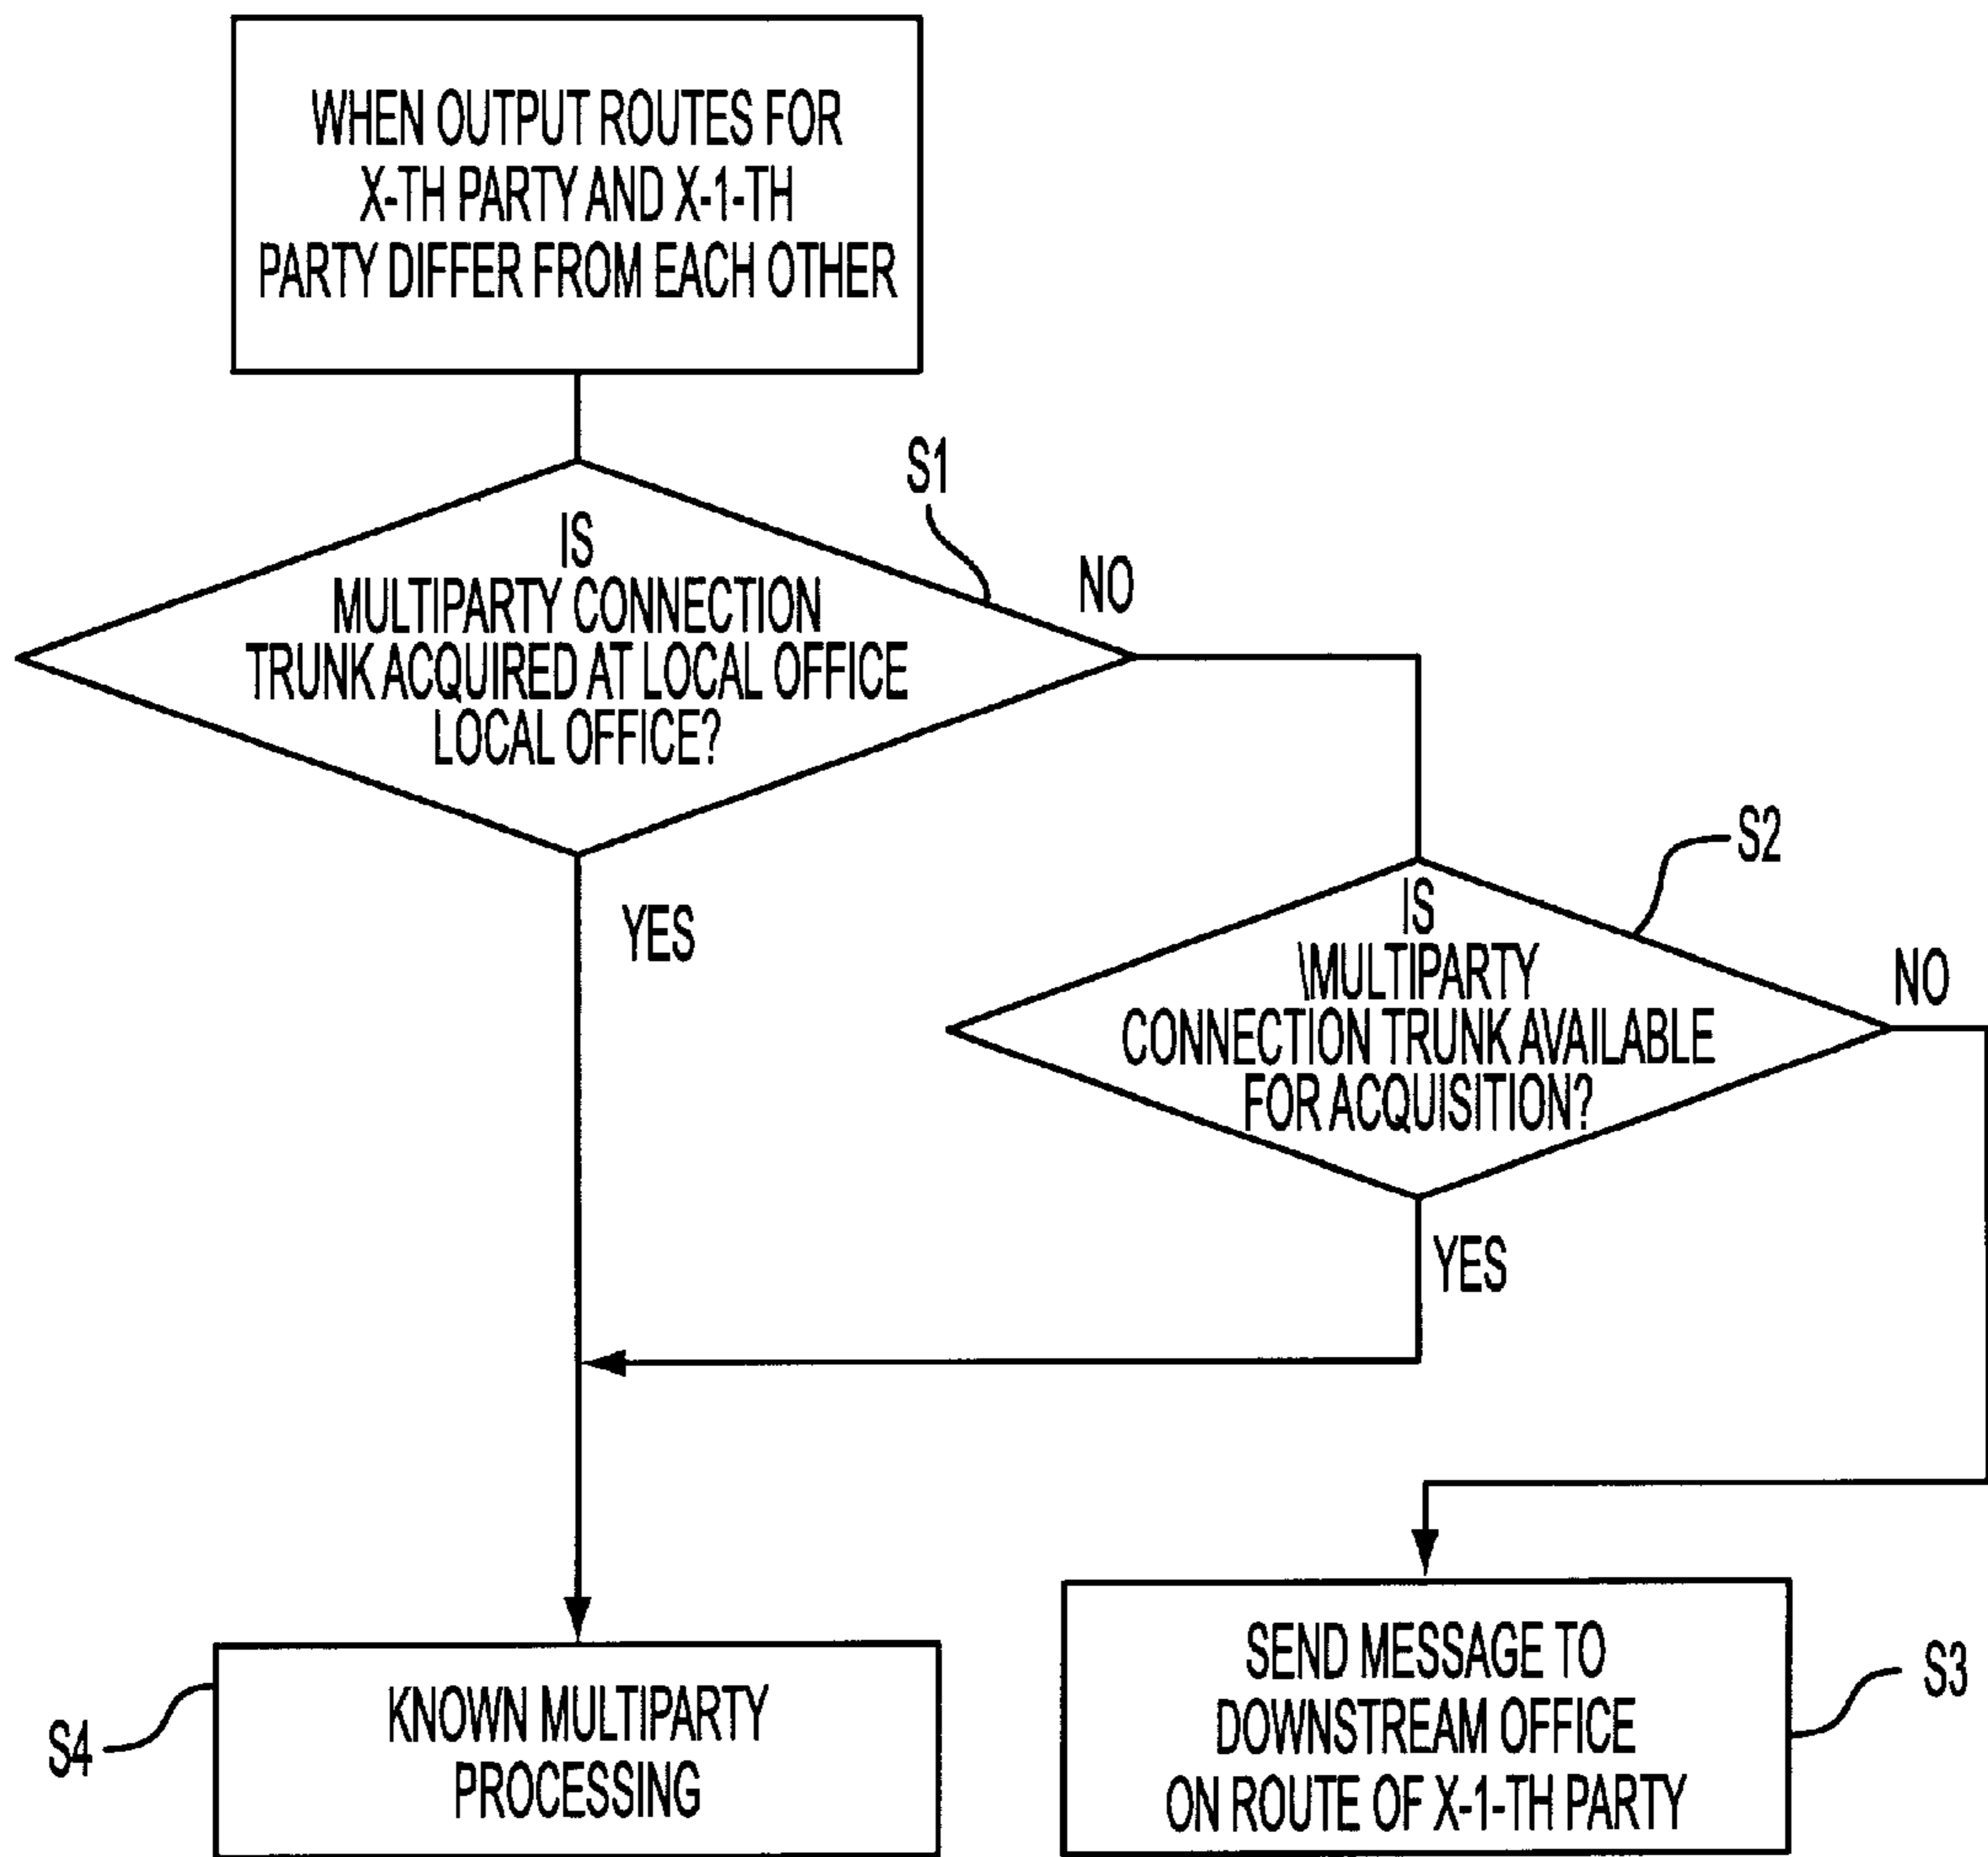 WHEN OUTPUT ROUTES FOR
X-TH PARTY AND X-1-TH
PARTY DIFFER FROM EACH OTHER
S1
IS
MULTIPARTY CONNECTION
TRUNK ACQUIRED AT LOCAL OFFICE
LOCAL OFFICE?
NO
YES
S2
IS
\MULTIPARTY
CONNECTION TRUNK AVAILABLE
FOR ACQUISITION?
NO
YES
S4
KNOWN MULTIPARTY
PROCESSING
SEND MESSAGE TO
DOWNSTREAM OFFICE
ON ROUTE OF X-1-TH PARTY
S3